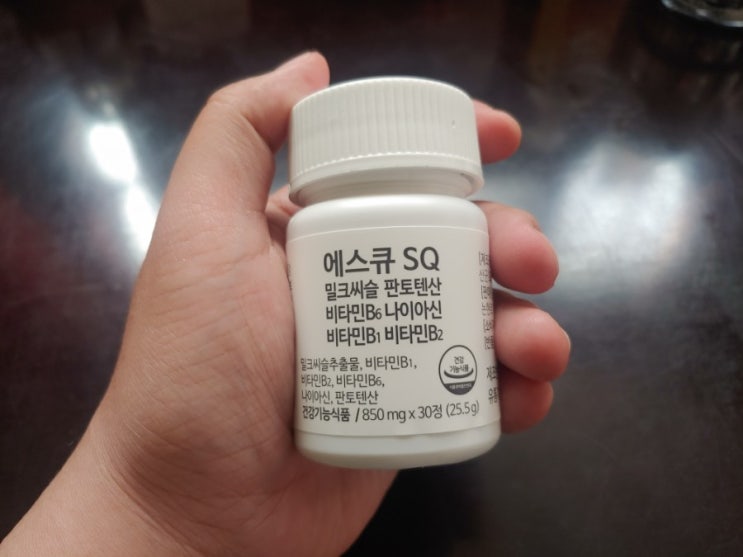 에스큐 SQ
밀크씨슬 판토텐산
비타민B6 나이아신
비타민B1 비타민B2
밀크씨슬추출물, 비타민B1,
비타민B2, 비타민B6,
나이아신, 판토텐산
건강기능식품 / 850 mg x 30정 (25.5 g)
건강
기능식품